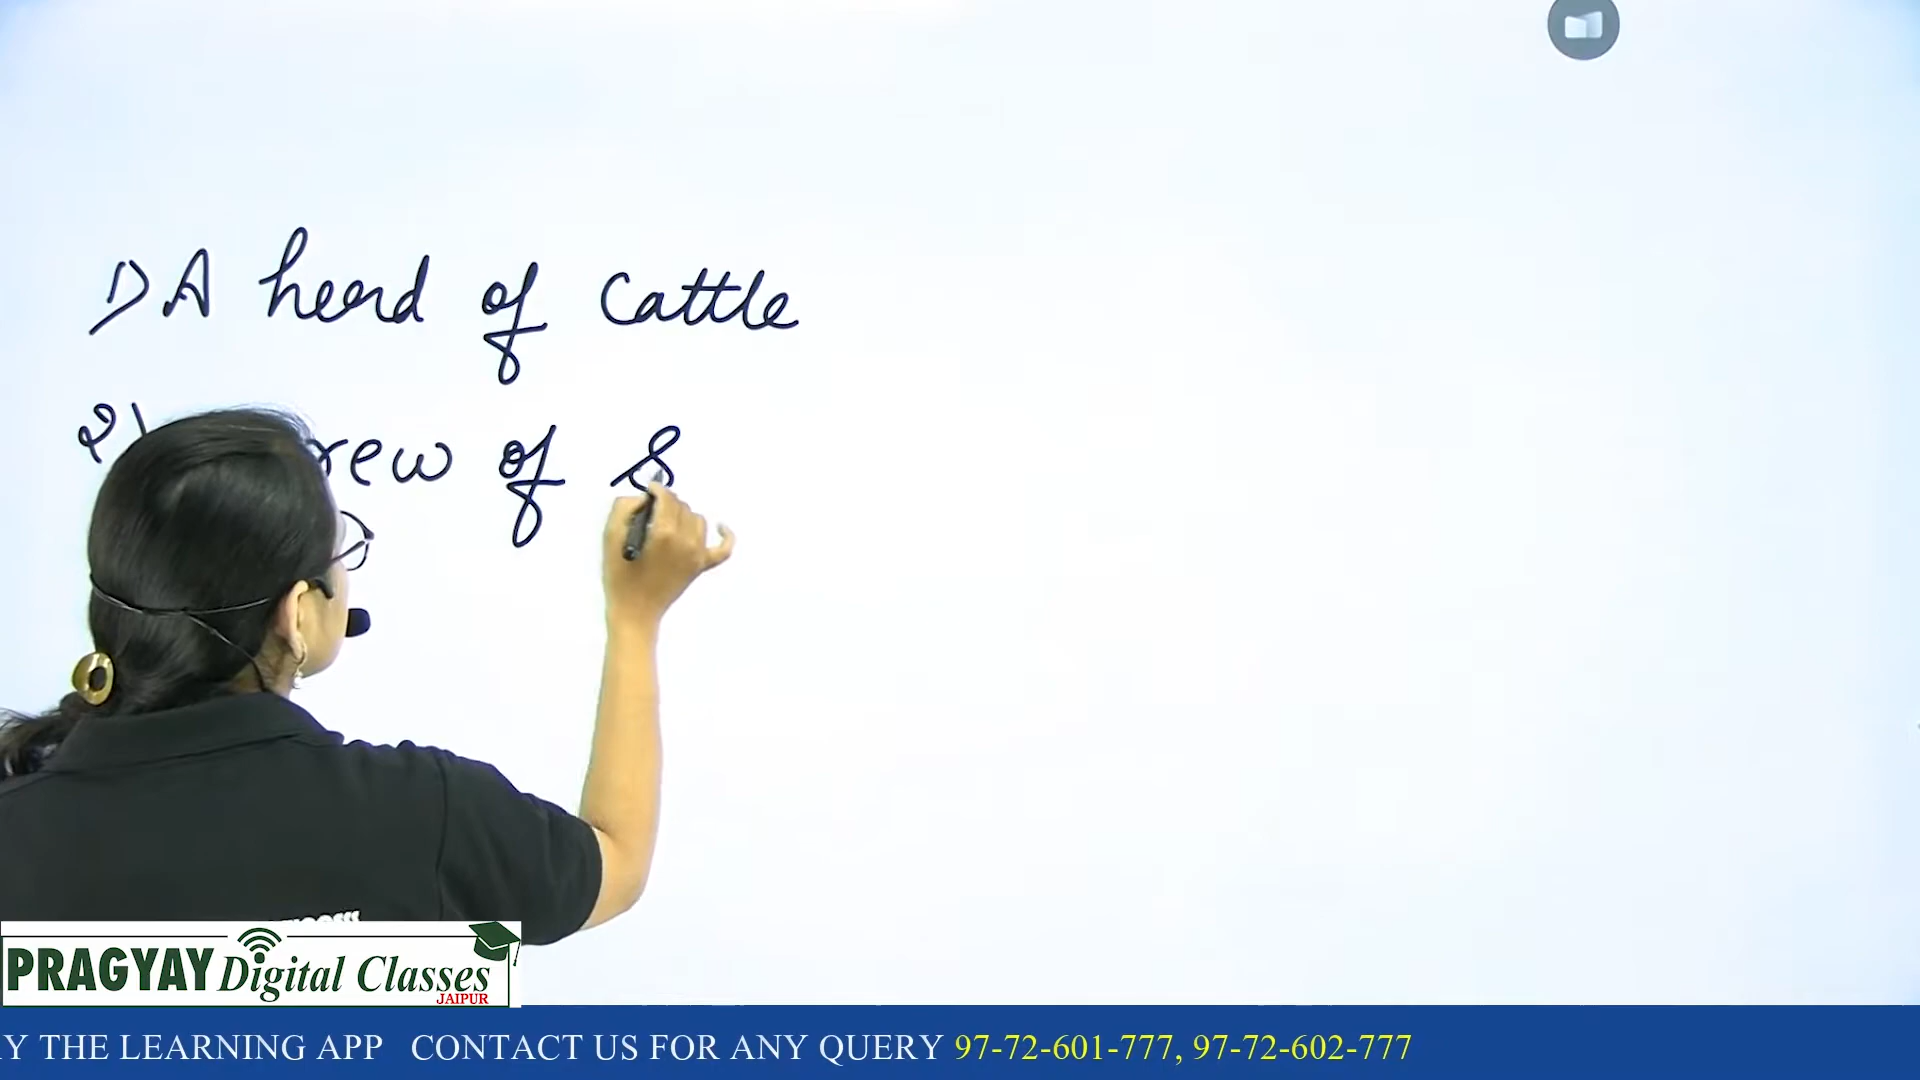 1) A herd of Cattle
2) rew of S
PRAGYAY Digital Classes
JAIPUR
Y THE LEARNING APP CONTACT US FOR ANY QUERY 97-72-601-777, 97-72-602-777